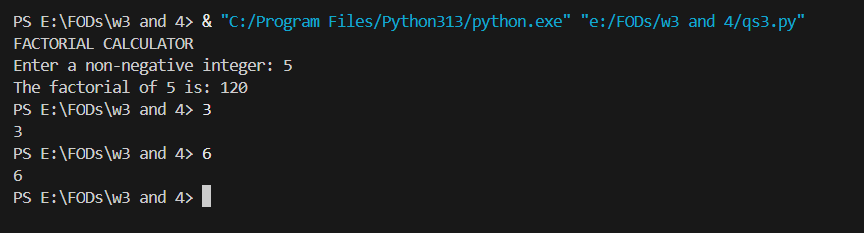 PS E:\FODs\w3 and 4> & "C:/Program Files/Python313/python.exe" "e:/FODs/w3 and 4/qs3.py"
FACTORIAL CALCULATOR
Enter a non-negative integer: 5
The factorial of 5 is: 120
PS E:\FODs\w3 and 4> 3
3
PS E:\FODs\w3 and 4> 6
6
PS E:\FODs\w3 and 4>